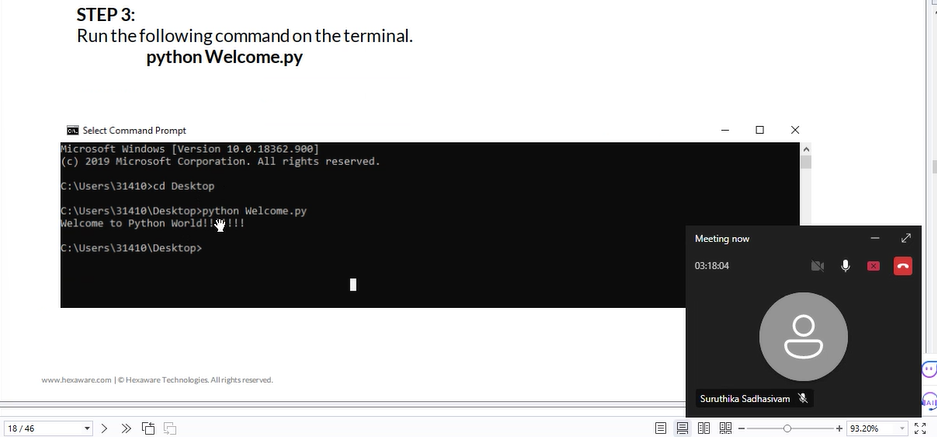 STEP 3:
Run the following command on the terminal.
python Welcome.py
Select Command Prompt
Microsoft Windows [Version 10.0.18362.900]
(c) 2019 Microsoft Corporation. All rights reserved.
C:\Users\31410>cd Desktop
C:\Users\31410\Desktop>python Welcome.py
Welcome to Python World!!!!!!!
C:\Users\31410\Desktop>
Meeting now
03:18:04
Suruthika Sadhasivam
www.hexaware.com | © Hexaware Technologies. All rights reserved.
18 / 46
93.20%